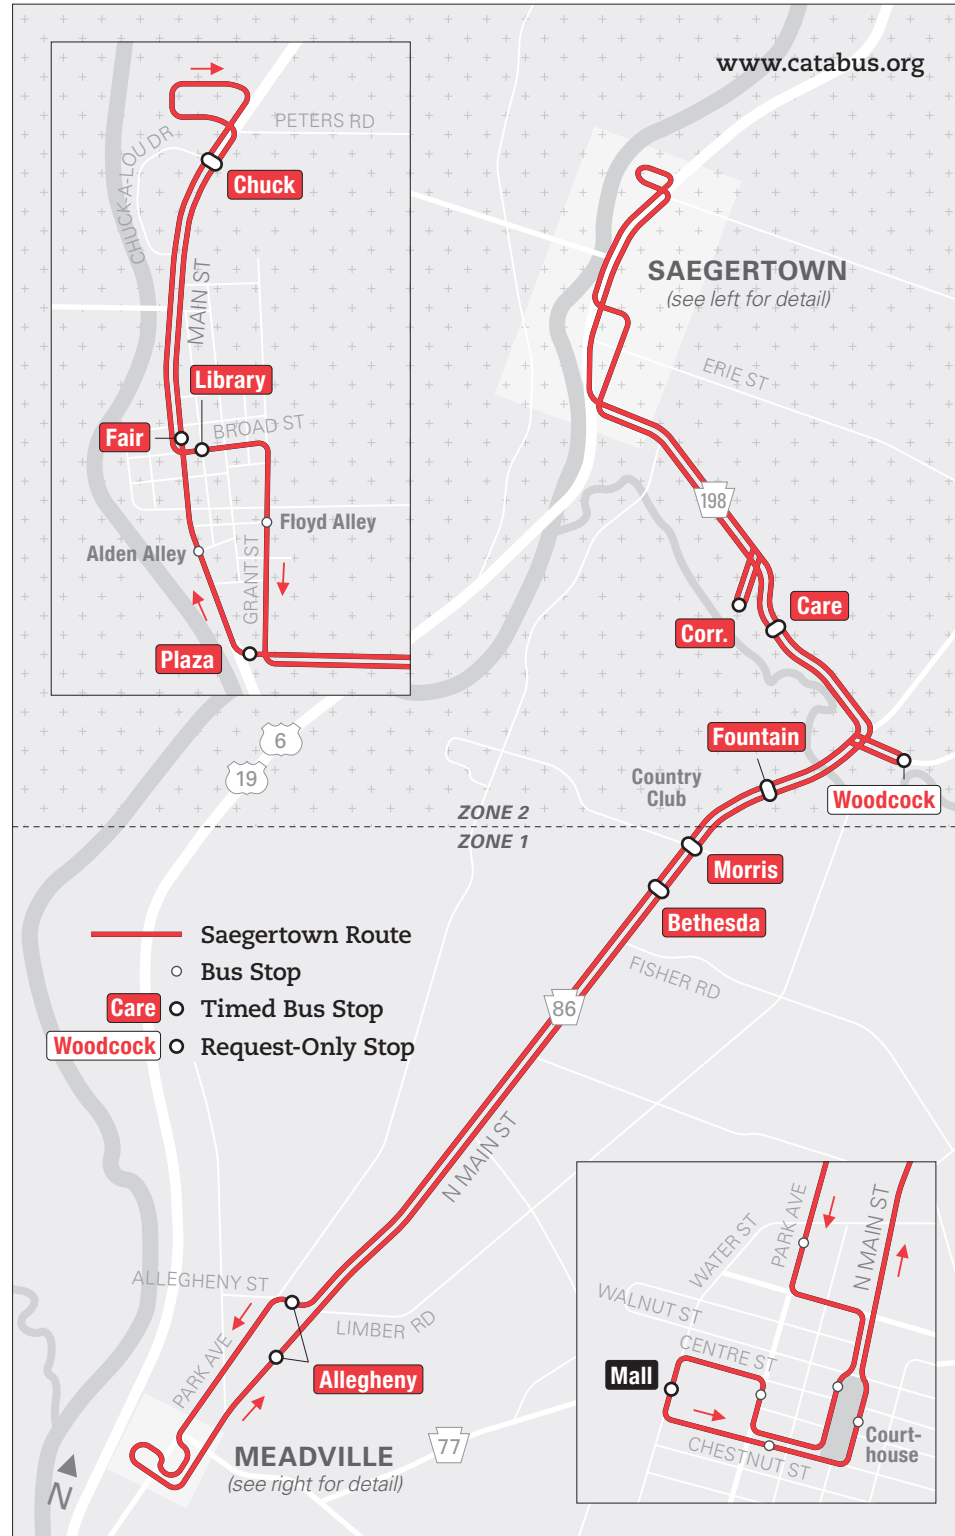 www.catabus.org
PETERS RD
CHUCK-A-LOU DR
Chuck
MAIN ST
Library
BROAD ST
Fair
Floyd Alley
Alden Alley
GRANT ST
Plaza
SAEGERTOWN
(see left for detail)
ERIE ST
198
Care
Corr.
6
19
Fountain
Country
Club
Woodcock
ZONE 2
ZONE 1
Morris
Bethesda
FISHER RD
86
Saegertown Route
Bus Stop
Care
Timed Bus Stop
Woodcock
Request-Only Stop
N MAIN ST
ALLEGHENY ST
LIMBER RD
PARK AVE
Allegheny
MEADVILLE
(see right for detail)
77
N
PARK AVE
N MAIN ST
WATER ST
WALNUT ST
CENTRE ST
Mall
CHESTNUT ST
Court-
house